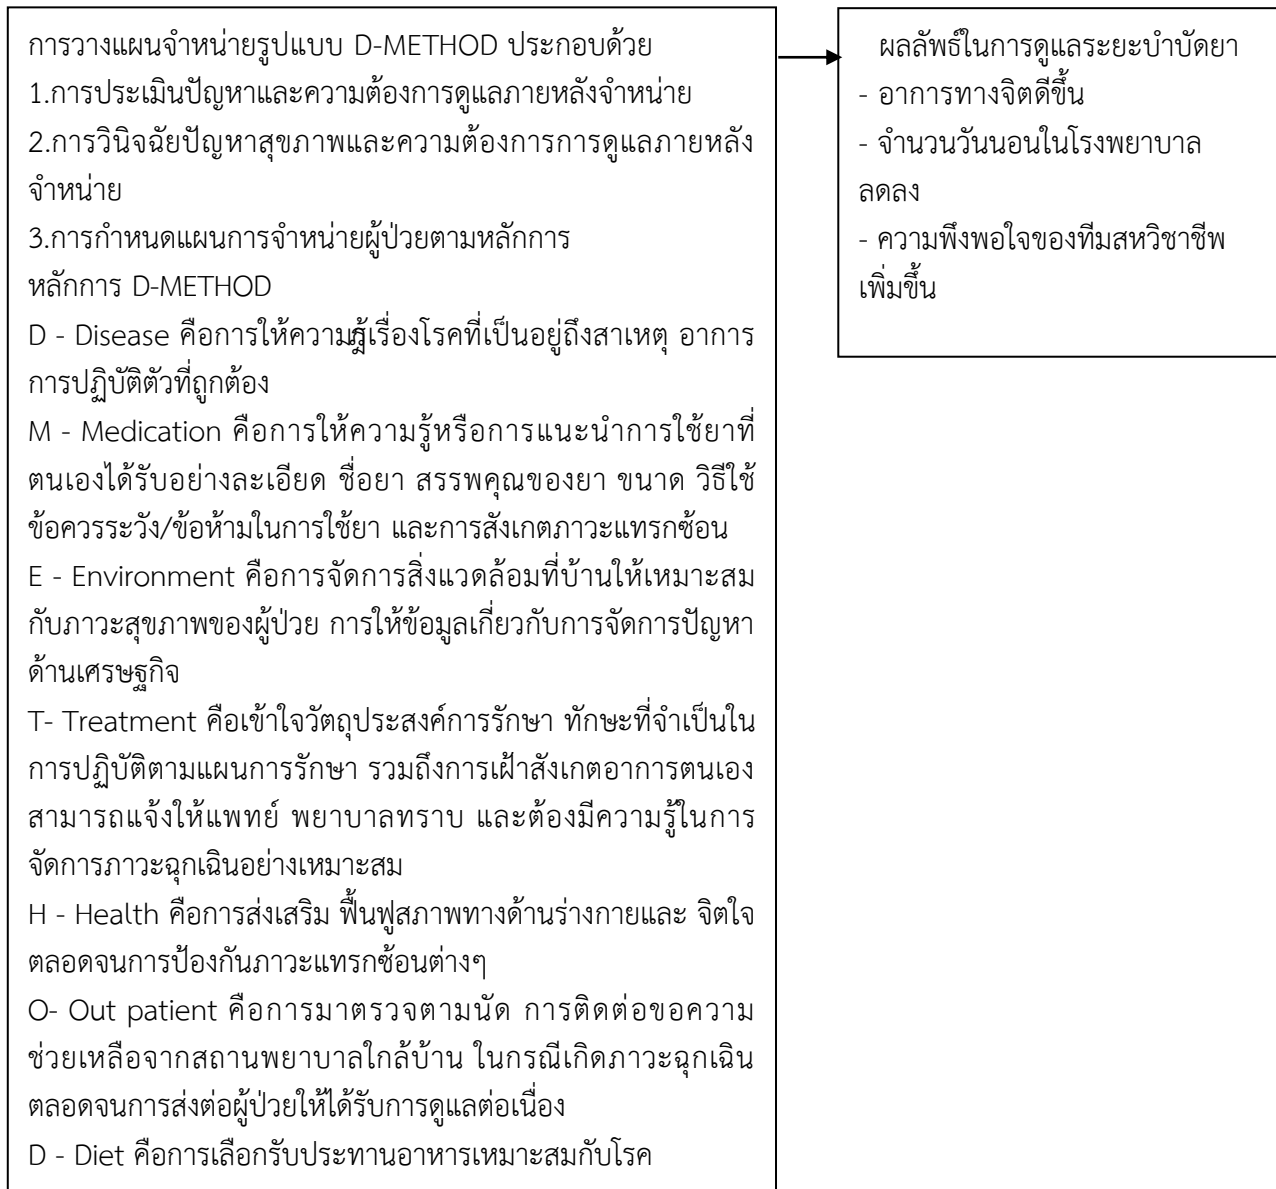 การวางแผนจำหน่ายรูปแบบ D-METHOD ประกอบด้วย
1.การประเมินปัญหาและความต้องการดูแลภายหลังจำหน่าย
2.การวินิจฉัยปัญหาสุขภาพและความต้องการการดูแลภายหลัง
จำหน่าย
3.การกำหนดแผนการจำหน่ายผู้ป่วยตามหลักการ
หลักการ D-METHOD
D - Disease คือการให้ความรู้เรื่องโรคที่เป็นอยู่ถึงสาเหตุ อาการ
การปฏิบัติตัวที่ถูกต้อง
M - Medication คือการให้ความรู้หรือการแนะนำการใช้ยาที่
ตนเองได้รับอย่างละเอียด ชื่อยา สรรพคุณของยา ขนาด วิธีใช้
ข้อควรระวัง/ข้อห้ามในการใช้ยา และการสังเกตภาวะแทรกซ้อน
E - Environment คือการจัดการสิ่งแวดล้อมที่บ้านให้เหมาะสม
กับภาวะสุขภาพของผู้ป่วย การให้ข้อมูลเกี่ยวกับการจัดการปัญหา
ด้านเศรษฐกิจ
T- Treatment คือเข้าใจวัตถุประสงค์การรักษา ทักษะที่จำเป็นใน
การปฏิบัติตามแผนการรักษา รวมถึงการเฝ้าสังเกตอาการตนเอง
สามารถแจ้งให้แพทย์ พยาบาลทราบ และต้องมีความรู้ในการ
จัดการภาวะฉุกเฉินอย่างเหมาะสม
H - Health คือการส่งเสริม ฟื้นฟูสภาพทางด้านร่างกายและ จิตใจ
ตลอดจนการป้องกันภาวะแทรกซ้อนต่างๆ
O- Out patient คือการมาตรวจตามนัด การติดต่อขอความ
ช่วยเหลือจากสถานพยาบาลใกล้บ้าน ในกรณีเกิดภาวะฉุกเฉิน
ตลอดจนการส่งต่อผู้ป่วยให้ได้รับการดูแลต่อเนื่อง
D - Diet คือการเลือกรับประทานอาหารเหมาะสมกับโรค
ผลลัพธ์ในการดูแลระยะบำบัดยา
- อาการทางจิตดีขึ้น
- จำนวนวันนอนในโรงพยาบาล
ลดลง
- ความพึงพอใจของทีมสหวิชาชีพ
เพิ่มขึ้น